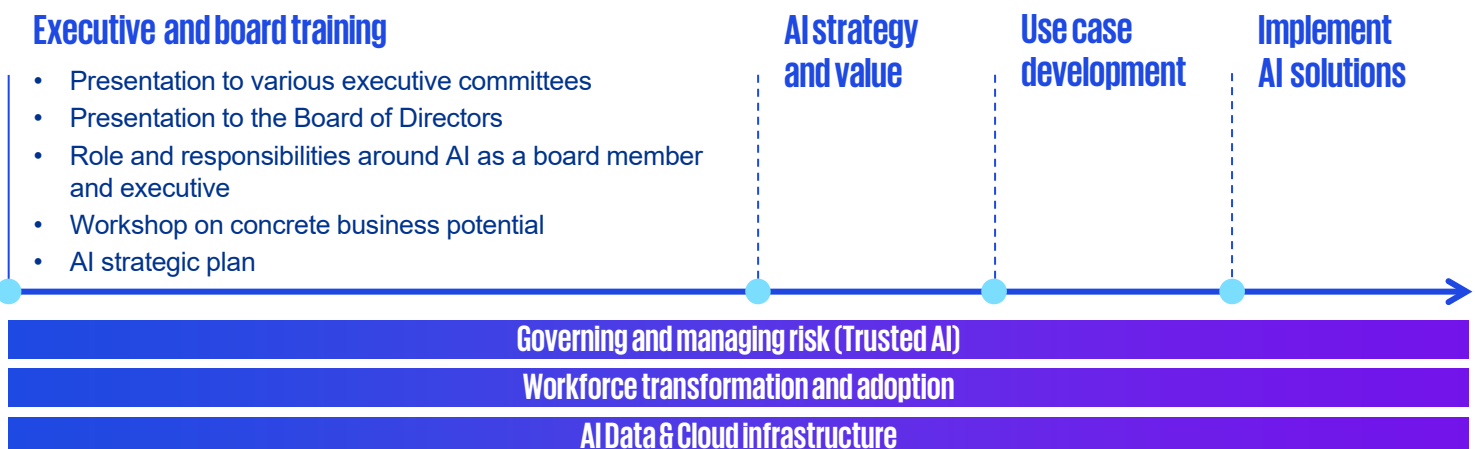 Executive and board training
• Presentation to various executive committees
• Presentation to the Board of Directors
• Role and responsibilities around AI as a board member
and executive
• Workshop on concrete business potential
• AI strategic plan
AI strategy
and value
Use case
development
Implement
AI solutions
Governing and managing risk (Trusted AI)
Workforce transformation and adoption
AI Data & Cloud infrastructure